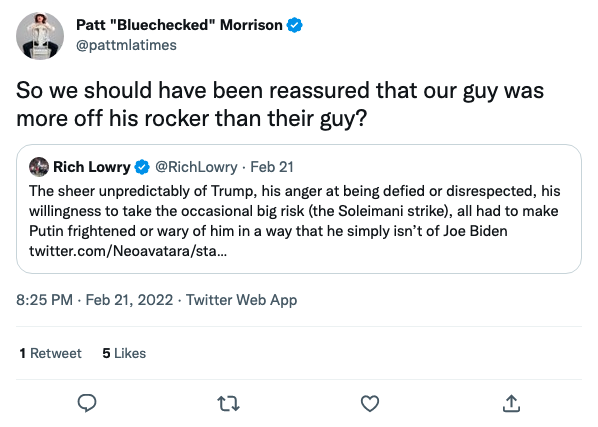 Patt "Bluechecked" Morrison
@pattmlatimes
So we should have been reassured that our guy was
more off his rocker than their guy?
Rich Lowry @RichLowry · Feb 21
The sheer unpredictably of Trump, his anger at being defied or disrespected, his
willingness to take the occasional big risk (the Soleimani strike), all had to make
Putin frightened or wary of him in a way that he simply isn't of Joe Biden
twitter.com/Neoavatara/sta…
8:25 PM · Feb 21, 2022 · Twitter Web App
1 Retweet 5 Likes